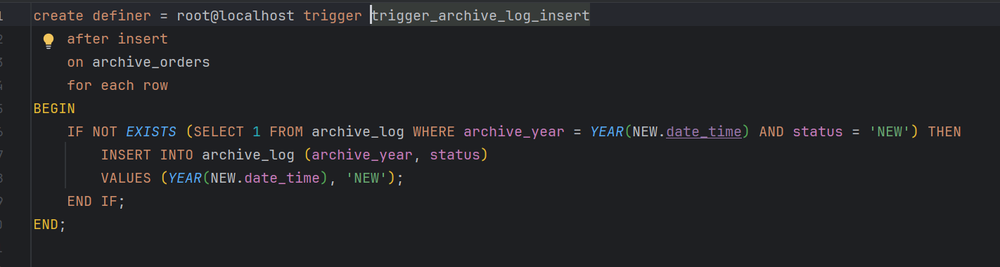 create definer = root@localhost trigger trigger_archive_log_insert
after insert
on archive_orders
for each row
BEGIN
IF NOT EXISTS (SELECT 1 FROM archive_log WHERE archive_year = YEAR(NEW.date_time) AND status = 'NEW') THEN
INSERT INTO archive_log (archive_year, status)
VALUES (YEAR(NEW.date_time), 'NEW');
END IF;
END;